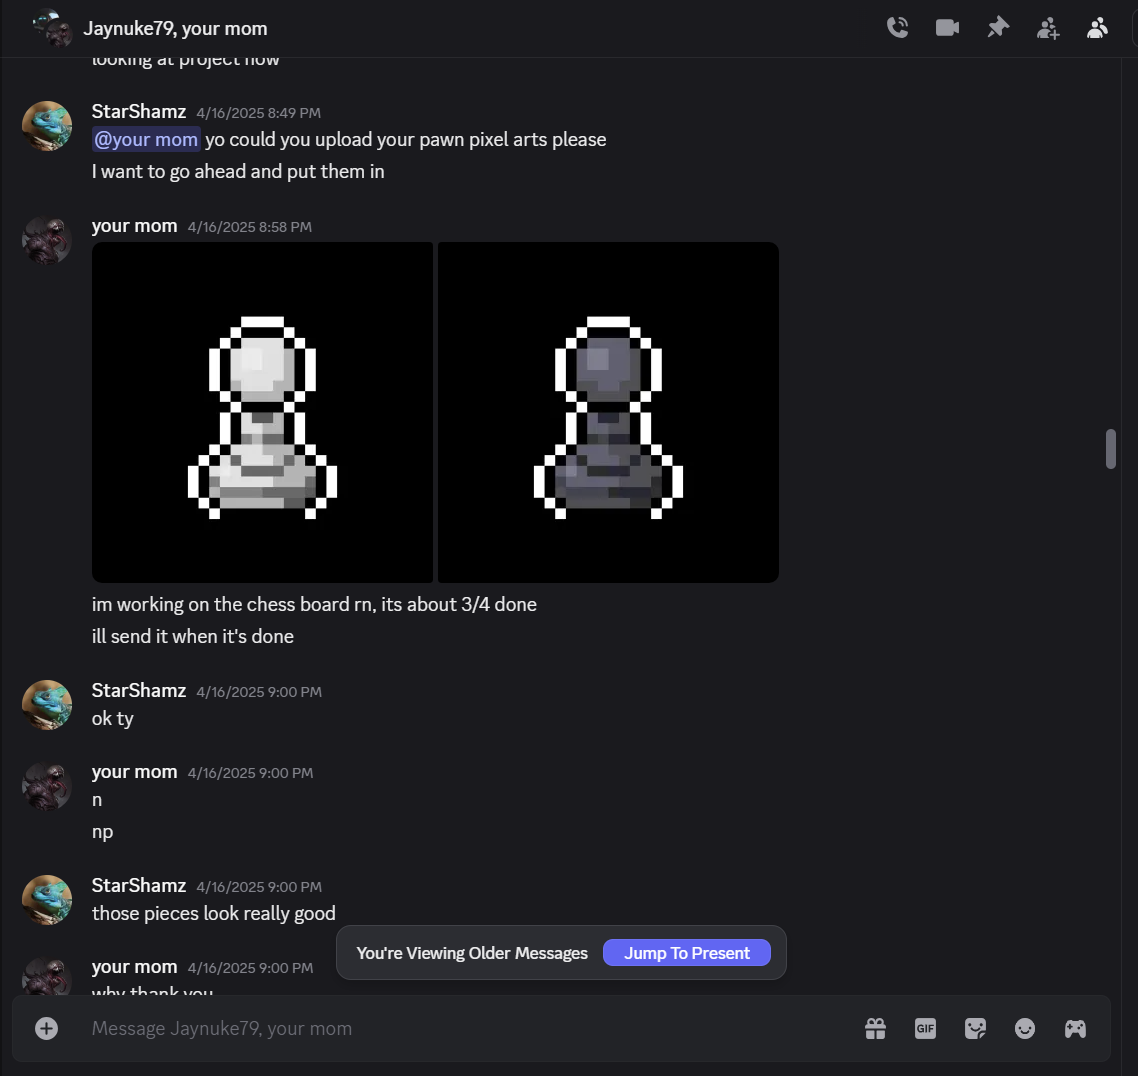 Jaynuke79, your mom
looking at project now
StarShamz 4/16/2025 8:49 PM
@your mom yo could you upload your pawn pixel arts please
I want to go ahead and put them in
your mom 4/16/2025 8:58 PM
im working on the chess board rn, its about 3/4 done
ill send it when it's done
StarShamz 4/16/2025 9:00 PM
ok ty
your mom 4/16/2025 9:00 PM
n
np
StarShamz 4/16/2025 9:00 PM
those pieces look really good
You're Viewing Older Messages Jump To Present
your mom 4/16/2025 9:00 PM
why thank you
Message Jaynuke79, your mom
GIF